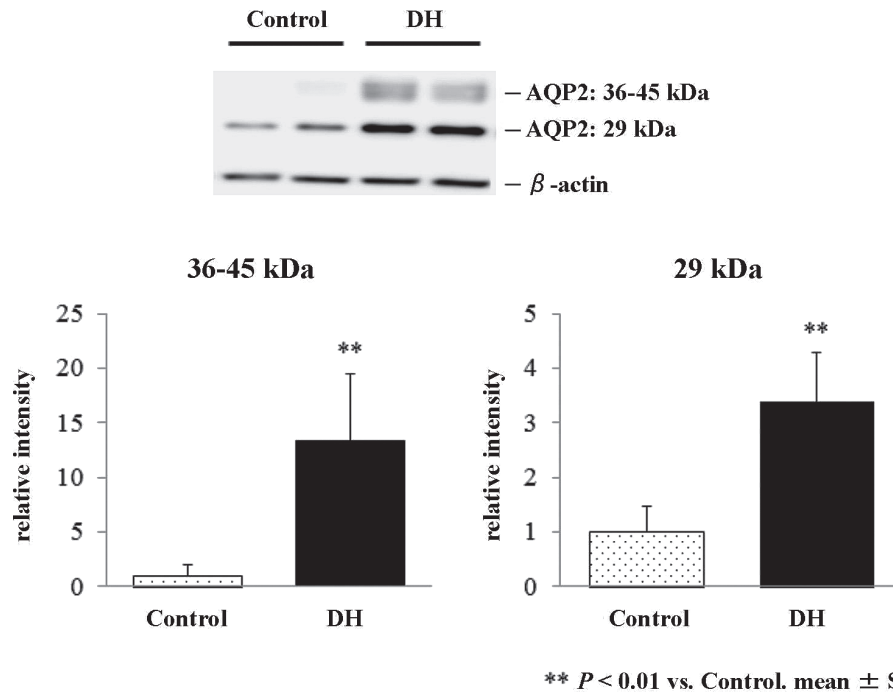 Control DH
AQP2: 36-45 kDa
AQP2: 29 kDa
β-actin
36-45 kDa
25
20
15
10
5
0
relative intensity
**
Control DH
29 kDa
5
4
3
2
1
0
relative intensity
**
Control DH
** P < 0.01 vs. Control. mean ±